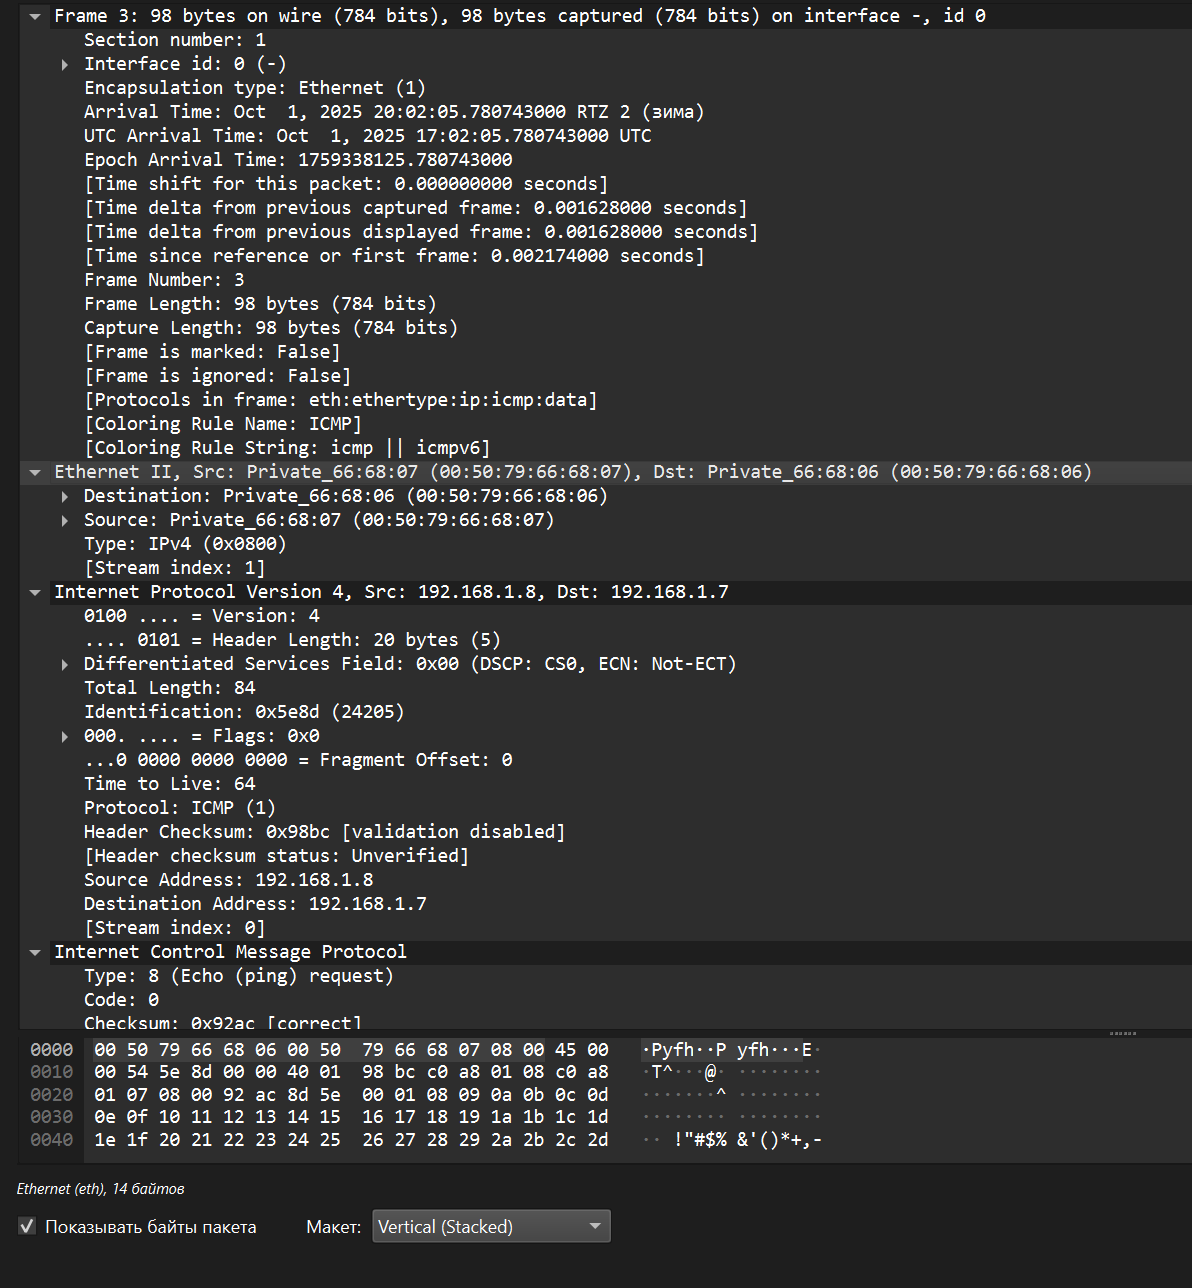 Frame 3: 98 bytes on wire (784 bits), 98 bytes captured (784 bits) on interface -, id 0
Section number: 1
Interface id: 0 (-)
Encapsulation type: Ethernet (1)
Arrival Time: Oct  1, 2025 20:02:05.780743000 RTZ 2 (зима)
UTC Arrival Time: Oct  1, 2025 17:02:05.780743000 UTC
Epoch Arrival Time: 1759338125.780743000
[Time shift for this packet: 0.000000000 seconds]
[Time delta from previous captured frame: 0.001628000 seconds]
[Time delta from previous displayed frame: 0.001628000 seconds]
[Time since reference or first frame: 0.002174000 seconds]
Frame Number: 3
Frame Length: 98 bytes (784 bits)
Capture Length: 98 bytes (784 bits)
[Frame is marked: False]
[Frame is ignored: False]
[Protocols in frame: eth:ethertype:ip:icmp:data]
[Coloring Rule Name: ICMP]
[Coloring Rule String: icmp || icmpv6]
Ethernet II, Src: Private_66:68:07 (00:50:79:66:68:07), Dst: Private_66:68:06 (00:50:79:66:68:06)
Destination: Private_66:68:06 (00:50:79:66:68:06)
Source: Private_66:68:07 (00:50:79:66:68:07)
Type: IPv4 (0x0800)
[Stream index: 1]
Internet Protocol Version 4, Src: 192.168.1.8, Dst: 192.168.1.7
0100 .... = Version: 4
.... 0101 = Header Length: 20 bytes (5)
Differentiated Services Field: 0x00 (DSCP: CS0, ECN: Not-ECT)
Total Length: 84
Identification: 0x5e8d (24205)
000. .... = Flags: 0x0
...0 0000 0000 0000 = Fragment Offset: 0
Time to Live: 64
Protocol: ICMP (1)
Header Checksum: 0x98bc [validation disabled]
[Header checksum status: Unverified]
Source Address: 192.168.1.8
Destination Address: 192.168.1.7
[Stream index: 0]
Internet Control Message Protocol
Type: 8 (Echo (ping) request)
Code: 0
Checksum: 0x92ac [correct]
0000 00 50 79 66 68 06 00 50 79 66 68 07 08 00 45 00 ·Pyfh··P yfh···E·
0010 00 54 5e 8d 00 00 40 01 98 bc c0 a8 01 08 c0 a8 ·T^···@· ········
0020 01 07 08 00 92 ac 8d 5e 00 01 08 09 0a 0b 0c 0d ·······^ ········
0030 0e 0f 10 11 12 13 14 15 16 17 18 19 1a 1b 1c 1d ········ ········
0040 1e 1f 20 21 22 23 24 25 26 27 28 29 2a 2b 2c 2d ·· !"#$% &'()*+,-
Ethernet (eth), 14 байтов
Показывать байты пакета Макет: Vertical (Stacked)